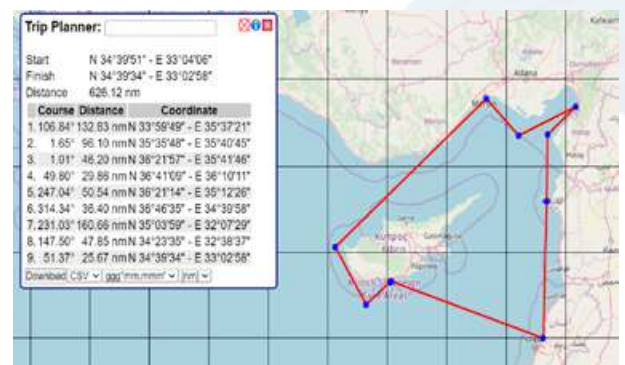 Trip Planner:
Start N 34°39'51" - E 33°04'06"
Finish N 34°39'34" - E 33°02'58"
Distance 626.12 nm
Course Distance Coordinate
1. 106.84° 132.83 nm N 33°59'49" - E 35°37'21"
2. 1.65° 96.10 nm N 35°35'48" - E 35°40'45"
3. 1.01° 46.20 nm N 36°21'57" - E 35°41'46"
4. 49.80° 29.86 nm N 36°41'09" - E 36°10'11"
5. 247.04° 50.54 nm N 36°21'14" - E 35°12'26"
6. 314.34° 36.40 nm N 36°46'35" - E 34°39'58"
7. 231.03° 160.66 nm N 35°03'59" - E 32°07'29"
8. 147.50° 47.85 nm N 34°23'35" - E 32°38'37"
9. 51.37° 25.67 nm N 34°39'34" - E 33°02'58"
Download CSV ggg°mm.mmm' [nm]
Adana
Κύπρος
Kıbrıs